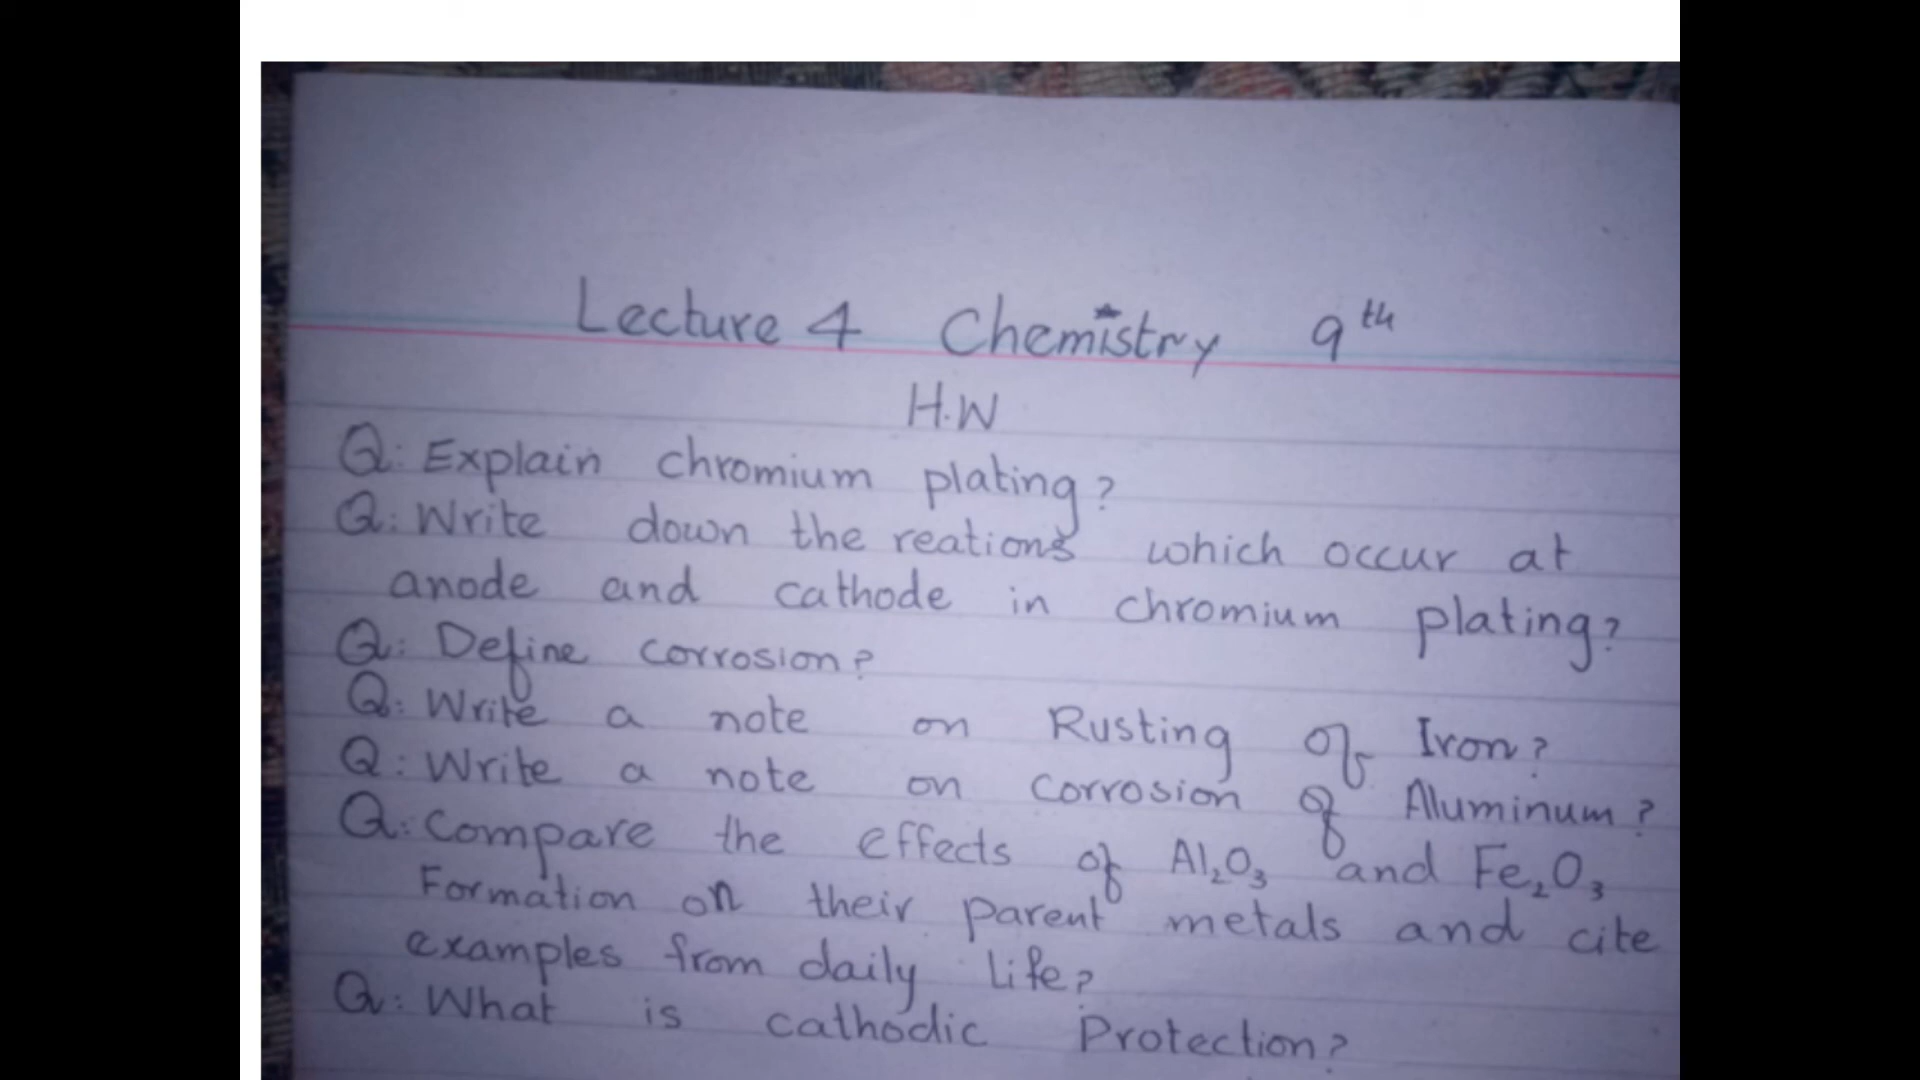 Lecture 4 Chemistry 9th
H.W
Q: Explain chromium plating?
Q: Write down the reations which occur at
anode and cathode in chromium plating?
Q: Define corrosion?
Q: Write a note on Rusting of Iron?
Q: Write a note on corrosion of Aluminum?
Q: Compare the effects of Al₂O₃ and Fe₂O₃
Formation on their parent metals and cite
examples from daily life?
Q: What is cathodic Protection?